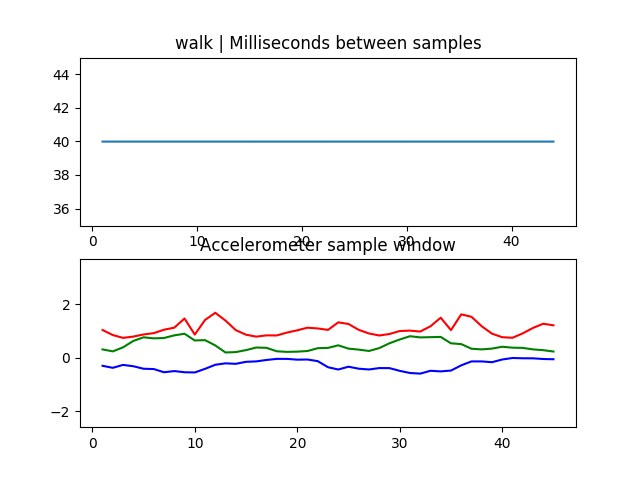 walk | Milliseconds between samples
44
42
40
38
36
0 10 20 30 40
Accelerometer sample window
2
0
−2
0 10 20 30 40